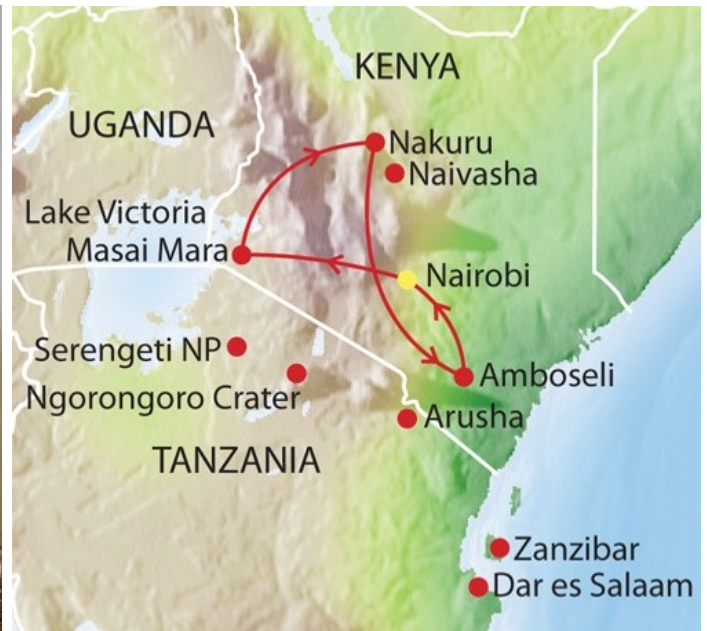 KENYA
UGANDA
Nakuru
Naivasha
Lake Victoria
Masai Mara
Nairobi
Serengeti NP
Ngorongoro Crater
Amboseli
Arusha
TANZANIA
Zanzibar
Dar es Salaam